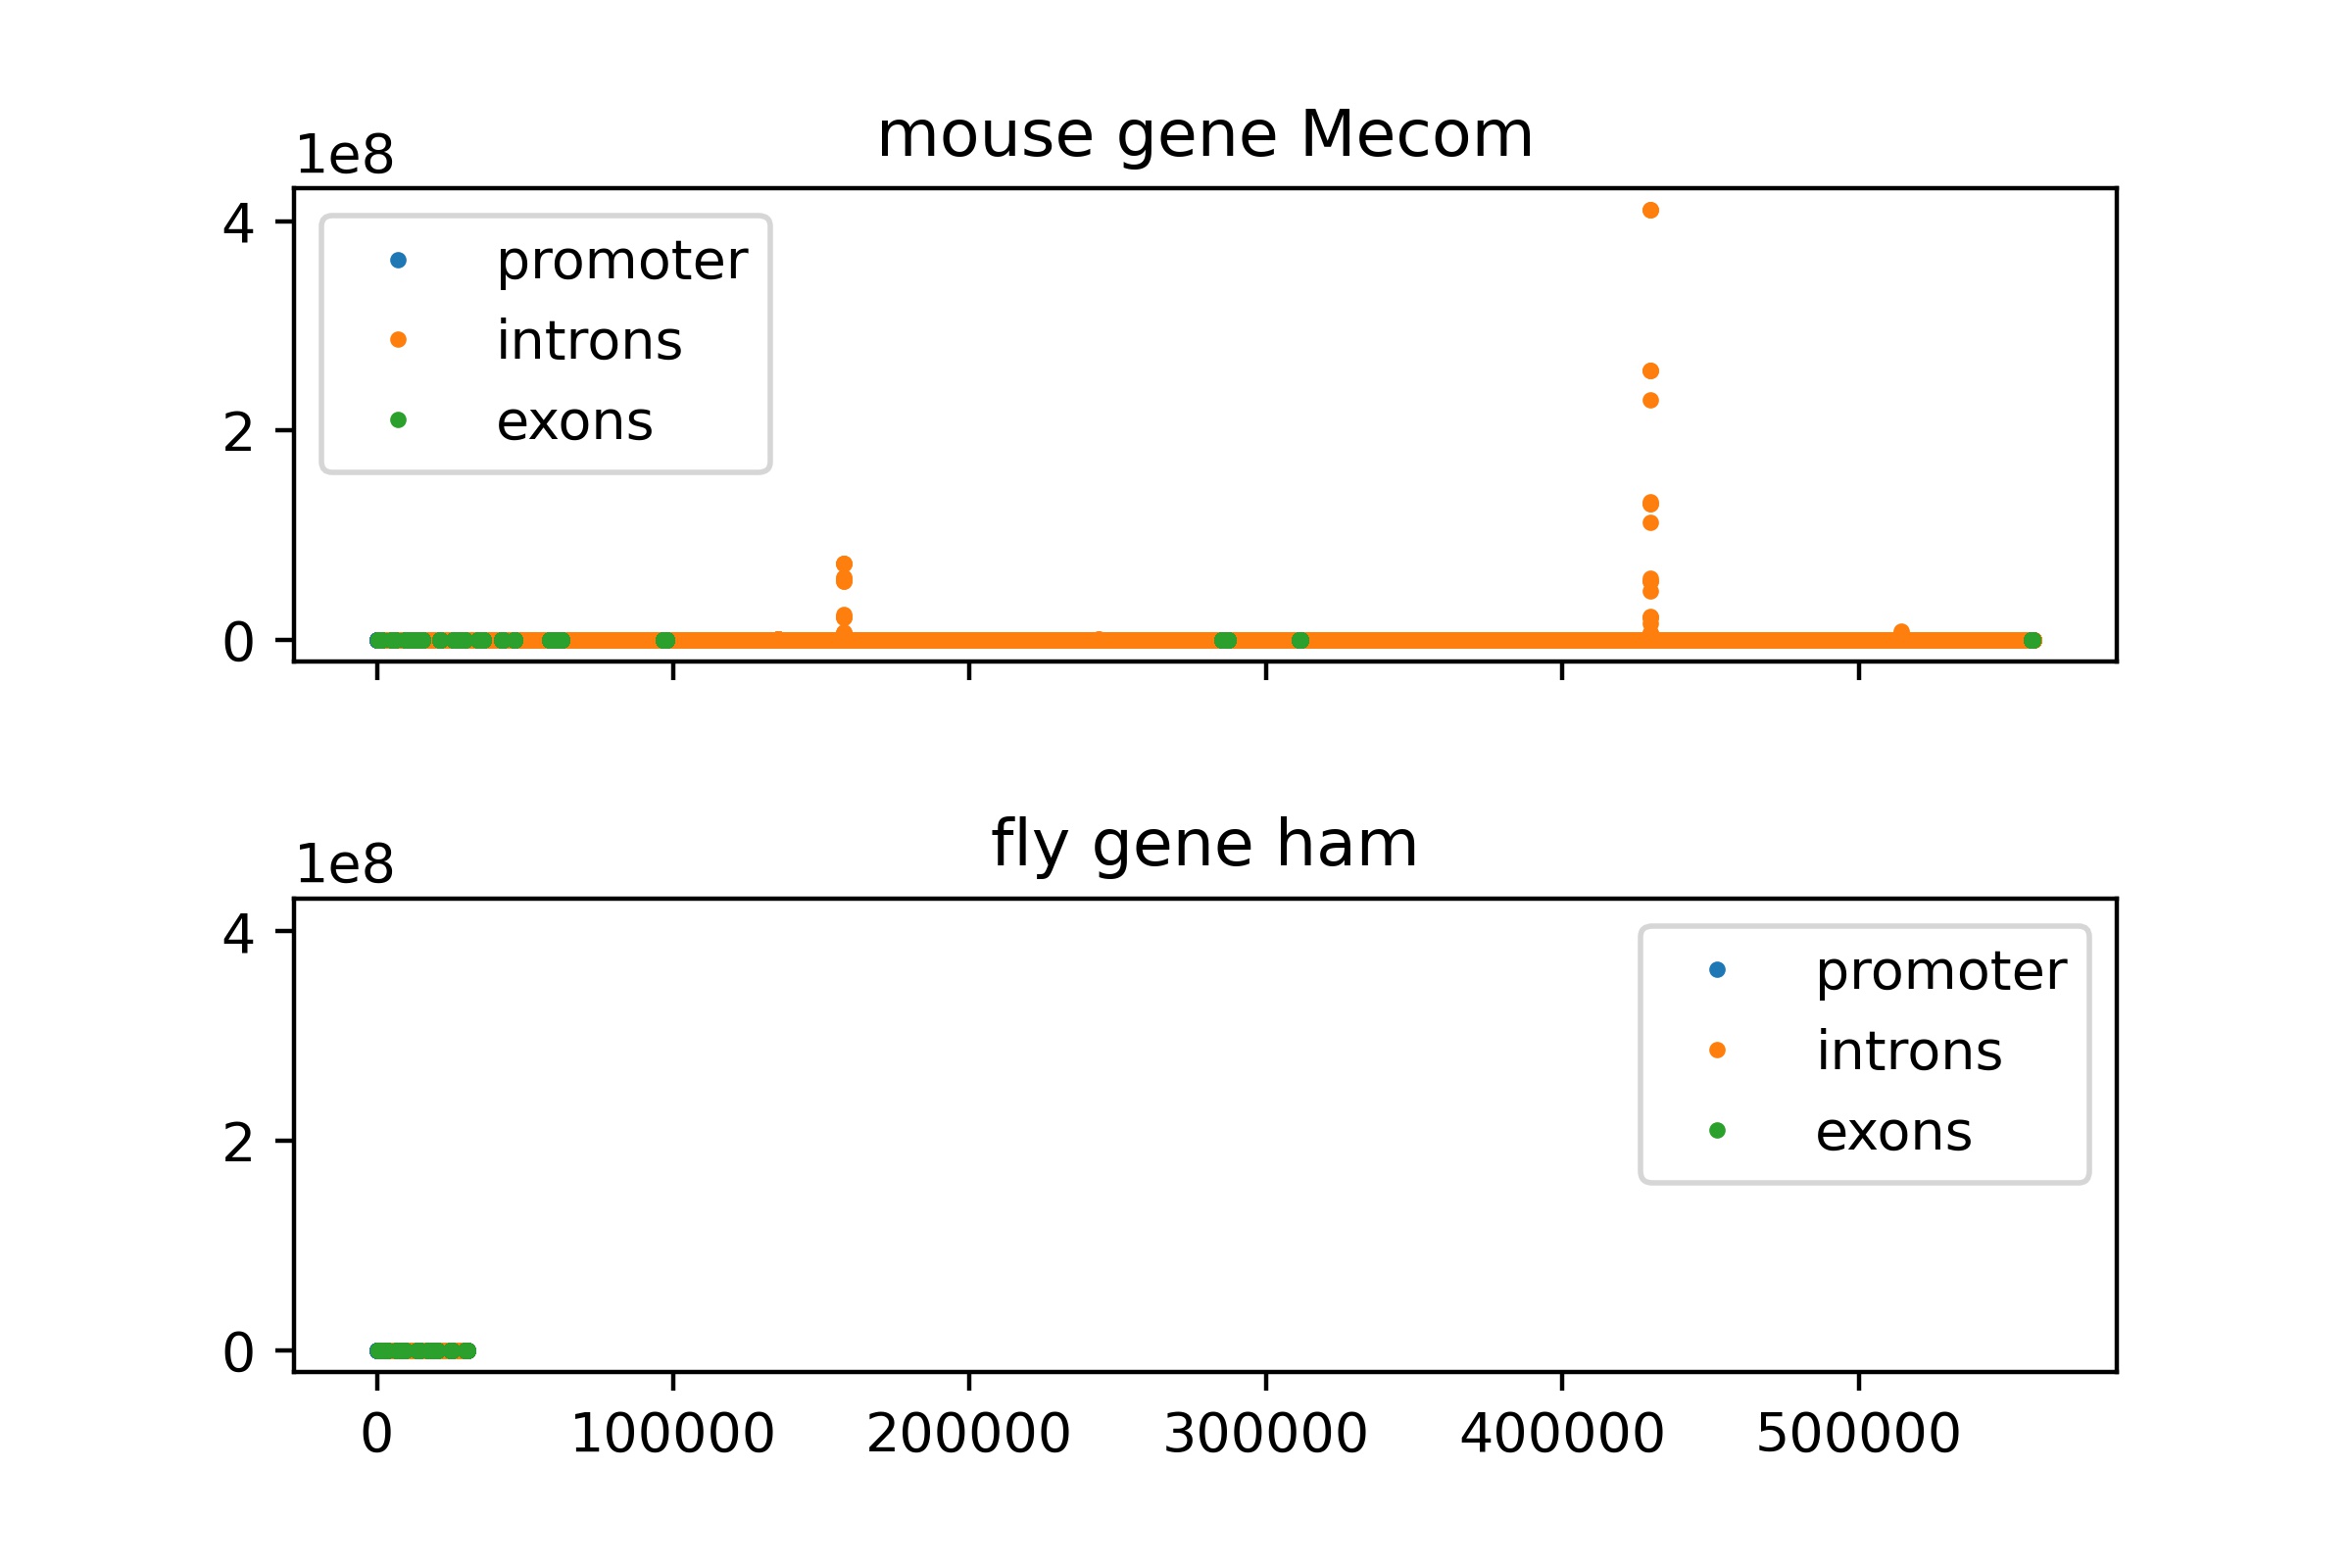 mouse gene Mecom
1e8
4
promoter
introns
2
exons
0
fly gene ham
1e8
4
promoter
introns
2
exons
0
0 100000 200000 300000 400000 500000